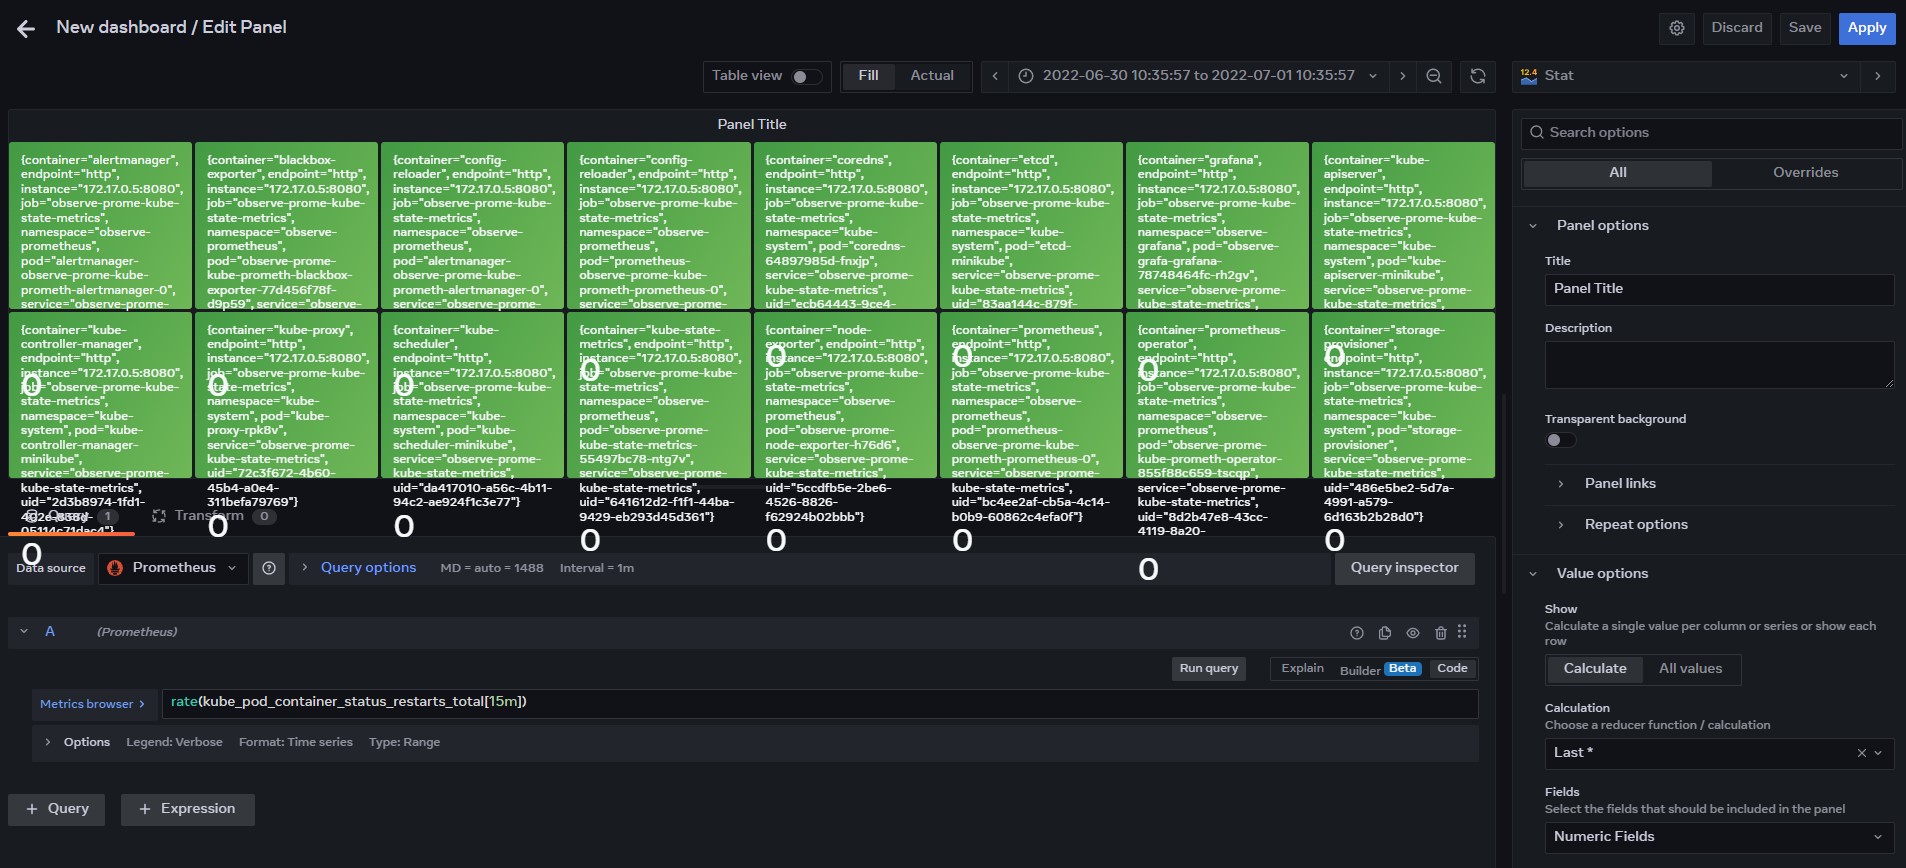 New dashboard / Edit Panel
Discard
Save
Apply
Table view
Fill
Actual
2022-06-30 10:35:57 to 2022-07-01 10:35:57
12.4
Stat
Panel Title
{container="alertmanager",
endpoint="http",
instance="172.17.0.5:8080",
job="observe-prome-kube-
state-metrics",
namespace="observe-
prometheus",
pod="alertmanager-
observe-prome-kube-
prometh-alertmanager-0",
service="observe-prome-
{container="blackbox-
exporter", endpoint="http",
instance="172.17.0.5:8080",
job="observe-prome-kube-
state-metrics",
namespace="observe-
prometheus",
pod="observe-prome-
kube-prometh-blackbox-
exporter-77d456f78f-
d9p59", service="observe-
{container="config-
reloader", endpoint="http",
instance="172.17.0.5:8080",
job="observe-prome-kube-
state-metrics",
namespace="observe-
prometheus",
pod="alertmanager-
observe-prome-kube-
prometh-alertmanager-0",
service="observe-prome-
{container="config-
reloader", endpoint="http",
instance="172.17.0.5:8080",
job="observe-prome-kube-
state-metrics",
namespace="observe-
prometheus",
pod="prometheus-
observe-prome-kube-
prometh-prometheus-0",
service="observe-prome-
{container="coredns",
endpoint="http",
instance="172.17.0.5:8080",
job="observe-prome-kube-
state-metrics",
namespace="kube-
system", pod="coredns-
64897985d-fnxjp",
service="observe-prome-
kube-state-metrics",
uid="ecb64443-9ce4-
{container="etcd",
endpoint="http",
instance="172.17.0.5:8080",
job="observe-prome-kube-
state-metrics",
namespace="kube-
system", pod="etcd-
minikube",
service="observe-prome-
kube-state-metrics",
uid="83aa144c-879f-
{container="grafana",
endpoint="http",
instance="172.17.0.5:8080",
job="observe-prome-kube-
state-metrics",
namespace="observe-
grafana", pod="observe-
grafa-grafana-
78748464fc-rh2gv",
service="observe-prome-
kube-state-metrics",
{container="kube-
apiserver",
endpoint="http",
instance="172.17.0.5:8080",
job="observe-prome-kube-
state-metrics",
namespace="kube-
system", pod="kube-
apiserver-minikube",
service="observe-prome-
kube-state-metrics",
{container="kube-
controller-manager",
endpoint="http",
instance="172.17.0.5:8080",
job="observe-prome-kube-
state-metrics",
namespace="kube-
system", pod="kube-
controller-manager-
minikube",
service="observe-prome-
kube-state-metrics",
uid="2d3b8974-1fd1-
0
0
{container="kube-proxy",
endpoint="http",
instance="172.17.0.5:8080",
job="observe-prome-kube-
state-metrics",
namespace="kube-
system", pod="kube-
proxy-rpk8v",
service="observe-prome-
kube-state-metrics",
uid="72c3f672-4b60-
45b4-a0e4-
311befa79769"}
0
0
{container="kube-
scheduler",
endpoint="http",
instance="172.17.0.5:8080",
job="observe-prome-kube-
state-metrics",
namespace="kube-
system", pod="kube-
scheduler-minikube",
service="observe-prome-
kube-state-metrics",
uid="da417010-a56c-4b11-
94c2-ae924f1c3e77"}
0
0
{container="kube-state-
metrics", endpoint="http",
instance="172.17.0.5:8080",
job="observe-prome-kube-
state-metrics",
namespace="observe-
prometheus",
pod="observe-prome-
kube-state-metrics-
55497bc78-ntg7v",
service="observe-prome-
kube-state-metrics",
uid="641612d2-f1f1-44ba-
9429-eb293d45d361"}
0
0
{container="node-
exporter", endpoint="http",
instance="172.17.0.5:8080",
job="observe-prome-kube-
state-metrics",
namespace="observe-
prometheus",
pod="observe-prome-
node-exporter-h76d6",
service="observe-prome-
kube-state-metrics",
uid="5ccdfb5e-2be6-
4526-8826-
f62924b02bbb"}
0
0
{container="prometheus",
endpoint="http",
instance="172.17.0.5:8080",
job="observe-prome-kube-
state-metrics",
namespace="observe-
prometheus",
pod="prometheus-
observe-prome-kube-
prometh-prometheus-0",
service="observe-prome-
kube-state-metrics",
uid="bc4ee2af-cb5a-4c14-
b0b9-60862c4efa0f"}
0
0
{container="prometheus-
operator",
endpoint="http",
instance="172.17.0.5:8080",
job="observe-prome-kube-
state-metrics",
namespace="observe-
prometheus",
pod="observe-prome-
kube-prometh-operator-
855f88c659-tscqp",
service="observe-prome-
kube-state-metrics",
uid="8d2b47e8-43cc-
4119-8a20-
0
0
{container="storage-
provisioner",
endpoint="http",
instance="172.17.0.5:8080",
job="observe-prome-kube-
state-metrics",
namespace="kube-
system", pod="storage-
provisioner",
service="observe-prome-
kube-state-metrics",
uid="486e5be2-5d7a-
4991-a579-
6d163b2b28d0"}
0
0
1
Transform 0
Data source
Prometheus
Query options
MD = auto = 1488
Interval = 1m
Query inspector
A
(Prometheus)
Run query
Explain
Builder Beta
Code
Metrics browser
rate(kube_pod_container_status_restarts_total[15m])
Options
Legend: Verbose
Format: Time series
Type: Range
+ Query
+ Expression
Search options
All
Overrides
Panel options
Title
Panel Title
Description
Transparent background
Panel links
Repeat options
Value options
Show
Calculate a single value per column or series or show each
row
Calculate
All values
Calculation
Choose a reducer function / calculation
Last *
Fields
Select the fields that should be included in the panel
Numeric Fields